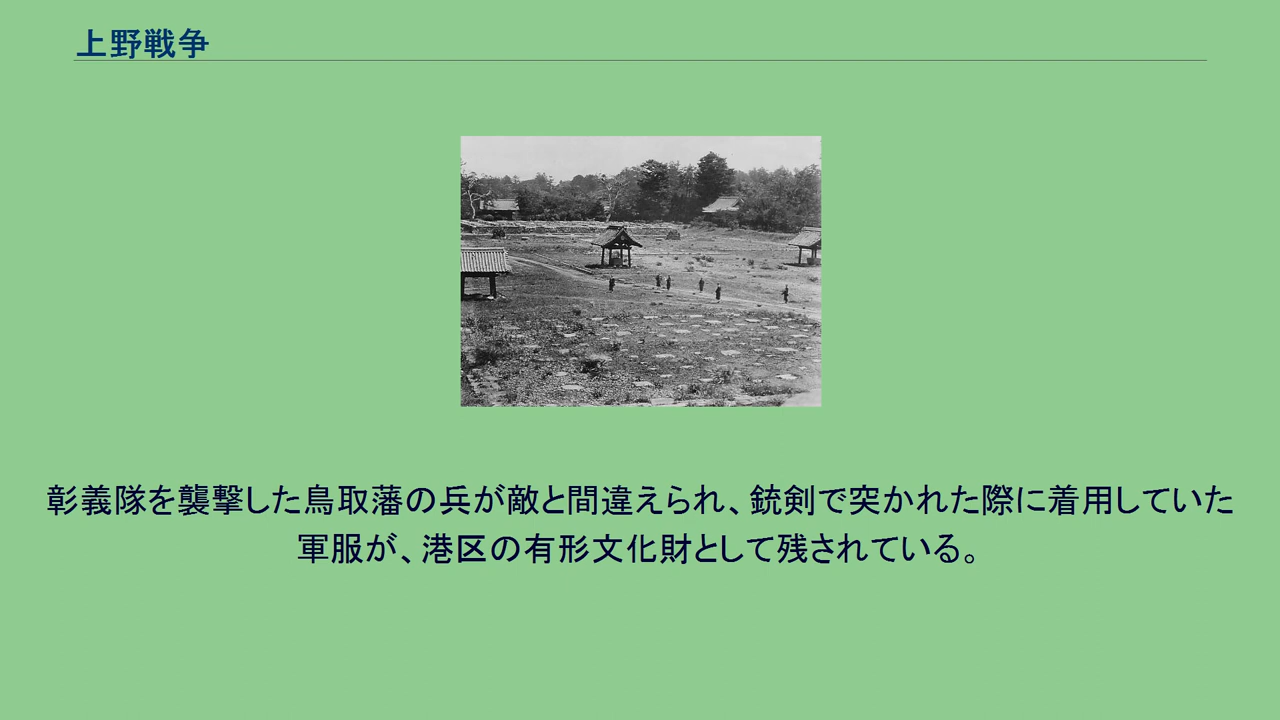 上野戦争
彰義隊を襲撃した鳥取藩の兵が敵と間違えられ、銃剣で突かれた際に着用していた
軍服が、港区の有形文化財として残されている。